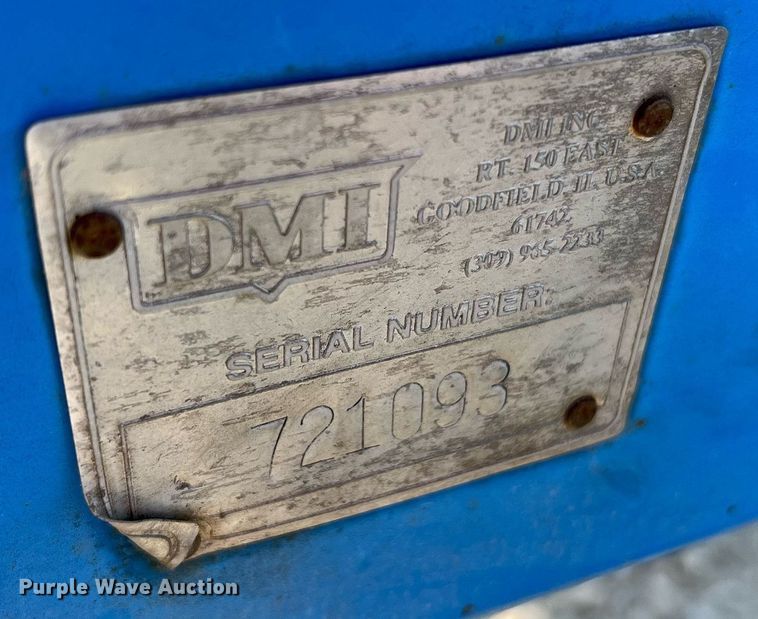 DMI
DMI INC
RT. 150 EAST
GOODFIELD IL U.S.A.
61742
(309) 965-2233
SERIAL NUMBER:
721093
Purple Wave Auction